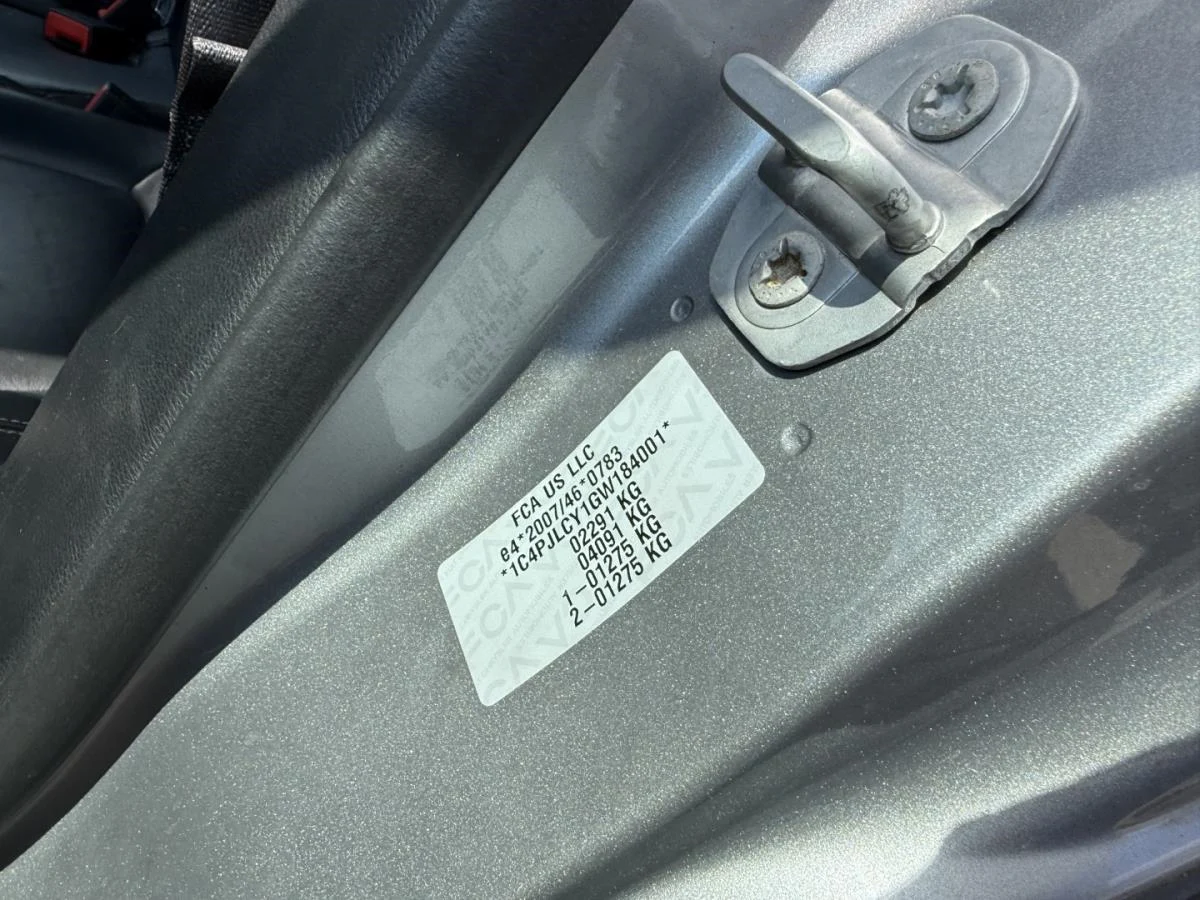 FCA US LLC
e4*2007/46*0783
*1C4PJLCY1GW184001*
02291 KG
04091 KG
1-01275 KG
2-01275 KG